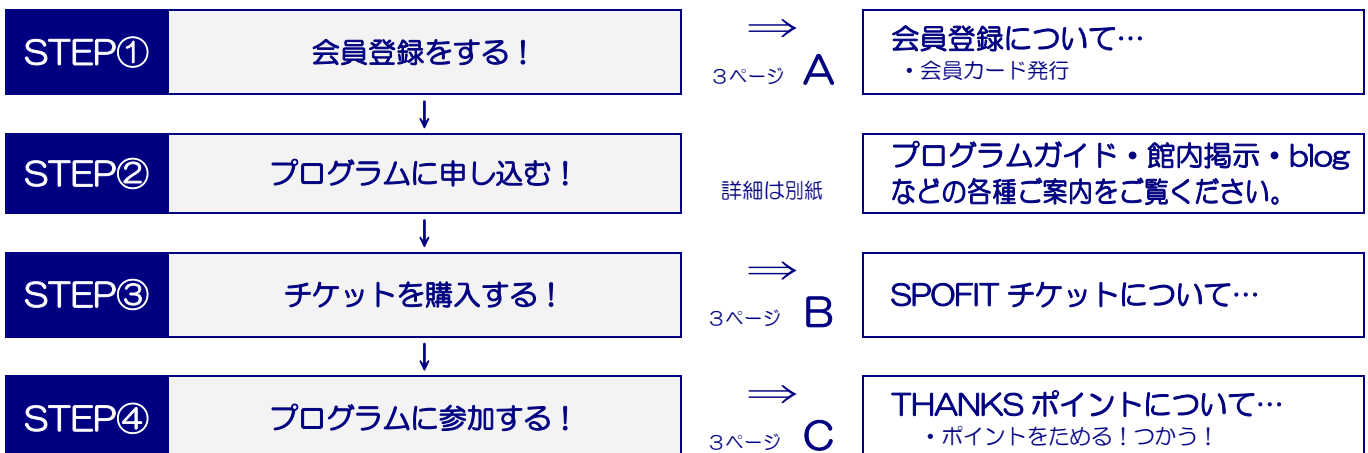 STEP① 会員登録をする！ ⇒ 3ページ A 会員登録について…
・会員カード発行
↓
STEP② プログラムに申し込む！ 詳細は別紙 プログラムガイド・館内掲示・blog
などの各種ご案内をご覧ください。
↓
STEP③ チケットを購入する！ ⇒ 3ページ B SPOFIT チケットについて…
↓
STEP④ プログラムに参加する！ ⇒ 3ページ C THANKS ポイントについて…
・ポイントをためる！つかう！